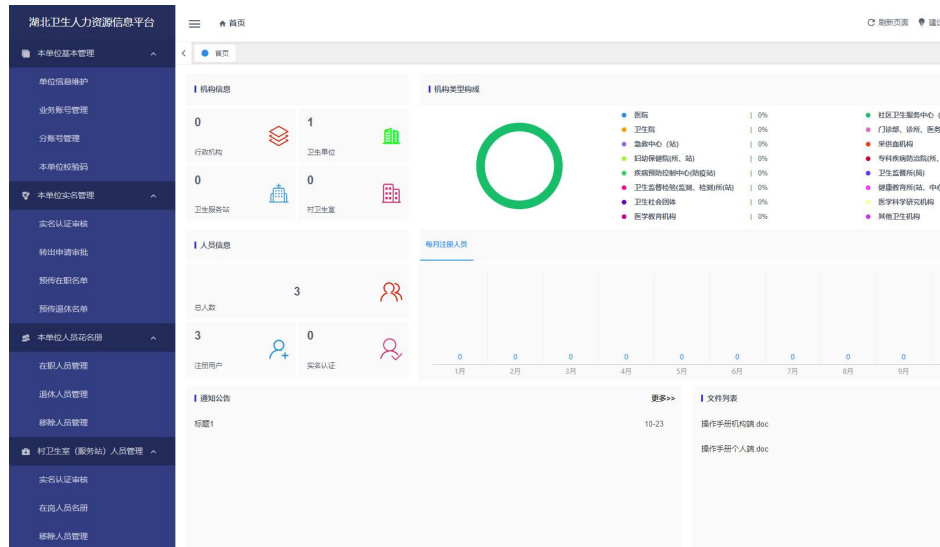 湖北卫生人力资源信息平台
首页
刷新页面
本单位基本管理
单位信息维护
业务账号管理
分账号管理
本单位校验码
本单位实名管理
实名认证审核
转出申请审批
预传在职名单
预传退休名单
本单位人员花名册
在职人员管理
退休人员管理
移除人员管理
村卫生室（服务站）人员管理
实名认证审核
在岗人员名册
移除人员管理
首页
机构信息
0
行政机构
1
卫生单位
0
卫生服务站
0
村卫生室
机构类型构成
医院 | 0%
卫生院 | 0%
急救中心（站） | 0%
妇幼保健院(所、站) | 0%
疾病预防控制中心(防疫站) | 0%
卫生监督检验(监测、检测)所(站) | 0%
卫生社会团体 | 0%
医学教育机构 | 0%
社区卫生服务中心（
门诊部、诊所、医务
采供血机构
专科疾病防治院(所、
卫生监督所(局)
健康教育所(站、中心
医学科学研究机构
其他卫生机构
人员信息
3
总人数
3
注册用户
0
实名认证
每月注册人员
0 0 0 0 0 0 0 0 0
1月 2月 3月 4月 5月 6月 7月 8月 9月
通知公告 更多>>
标题1 10-23
文件列表
操作手册机构端.doc
操作手册个人端.doc